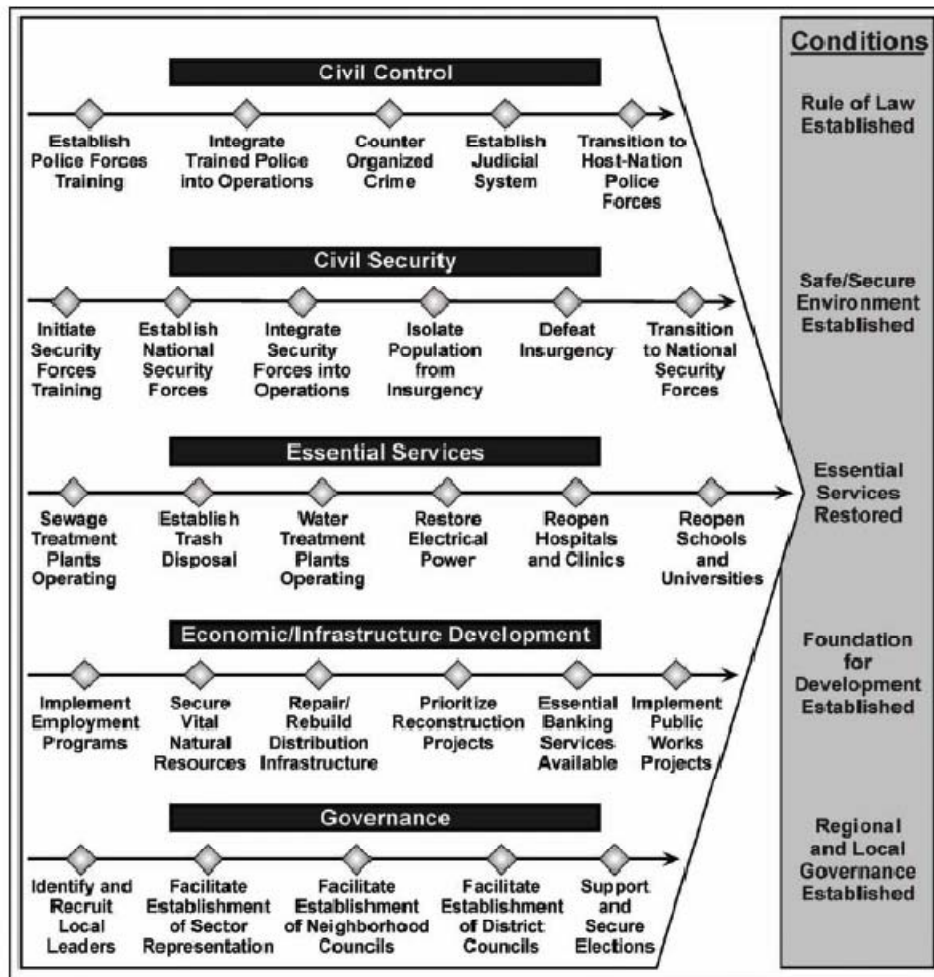 Conditions
Civil Control
Establish
Police Forces
Training
Integrate
Trained Police
into Operations
Counter
Organized
Crime
Establish
Judicial
System
Transition to
Host-Nation
Police
Forces
Rule of Law
Established
Civil Security
Initiate
Security
Forces
Training
Establish
National
Security
Forces
Integrate
Security
Forces into
Operations
Isolate
Population
from
Insurgency
Defeat
Insurgency
Transition
to National
Security
Forces
Safe/Secure
Environment
Established
Essential Services
Sewage
Treatment
Plants
Operating
Establish
Trash
Disposal
Water
Treatment
Plants
Operating
Restore
Electrical
Power
Reopen
Hospitals
and Clinics
Reopen
Schools
and
Universities
Essential
Services
Restored
Economic/Infrastructure Development
Implement
Employment
Programs
Secure
Vital
Natural
Resources
Repair/
Rebuild
Distribution
Infrastructure
Prioritize
Reconstruction
Projects
Essential
Banking
Services
Available
Implement
Public
Works
Projects
Foundation
for
Development
Established
Governance
Identify and
Recruit
Local
Leaders
Facilitate
Establishment
of Sector
Representation
Facilitate
Establishment
of Neighborhood
Councils
Facilitate
Establishment
of District
Councils
Support
and
Secure
Elections
Regional
and Local
Governance
Established